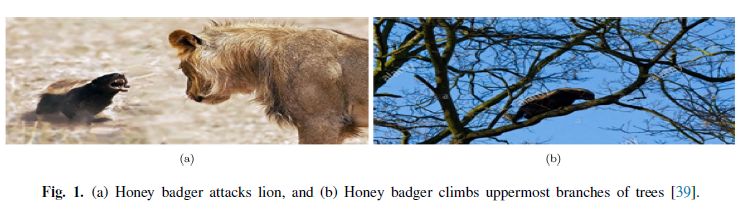 (a)
(b)
Fig. 1. (a) Honey badger attacks lion, and (b) Honey badger climbs uppermost branches of trees [39].